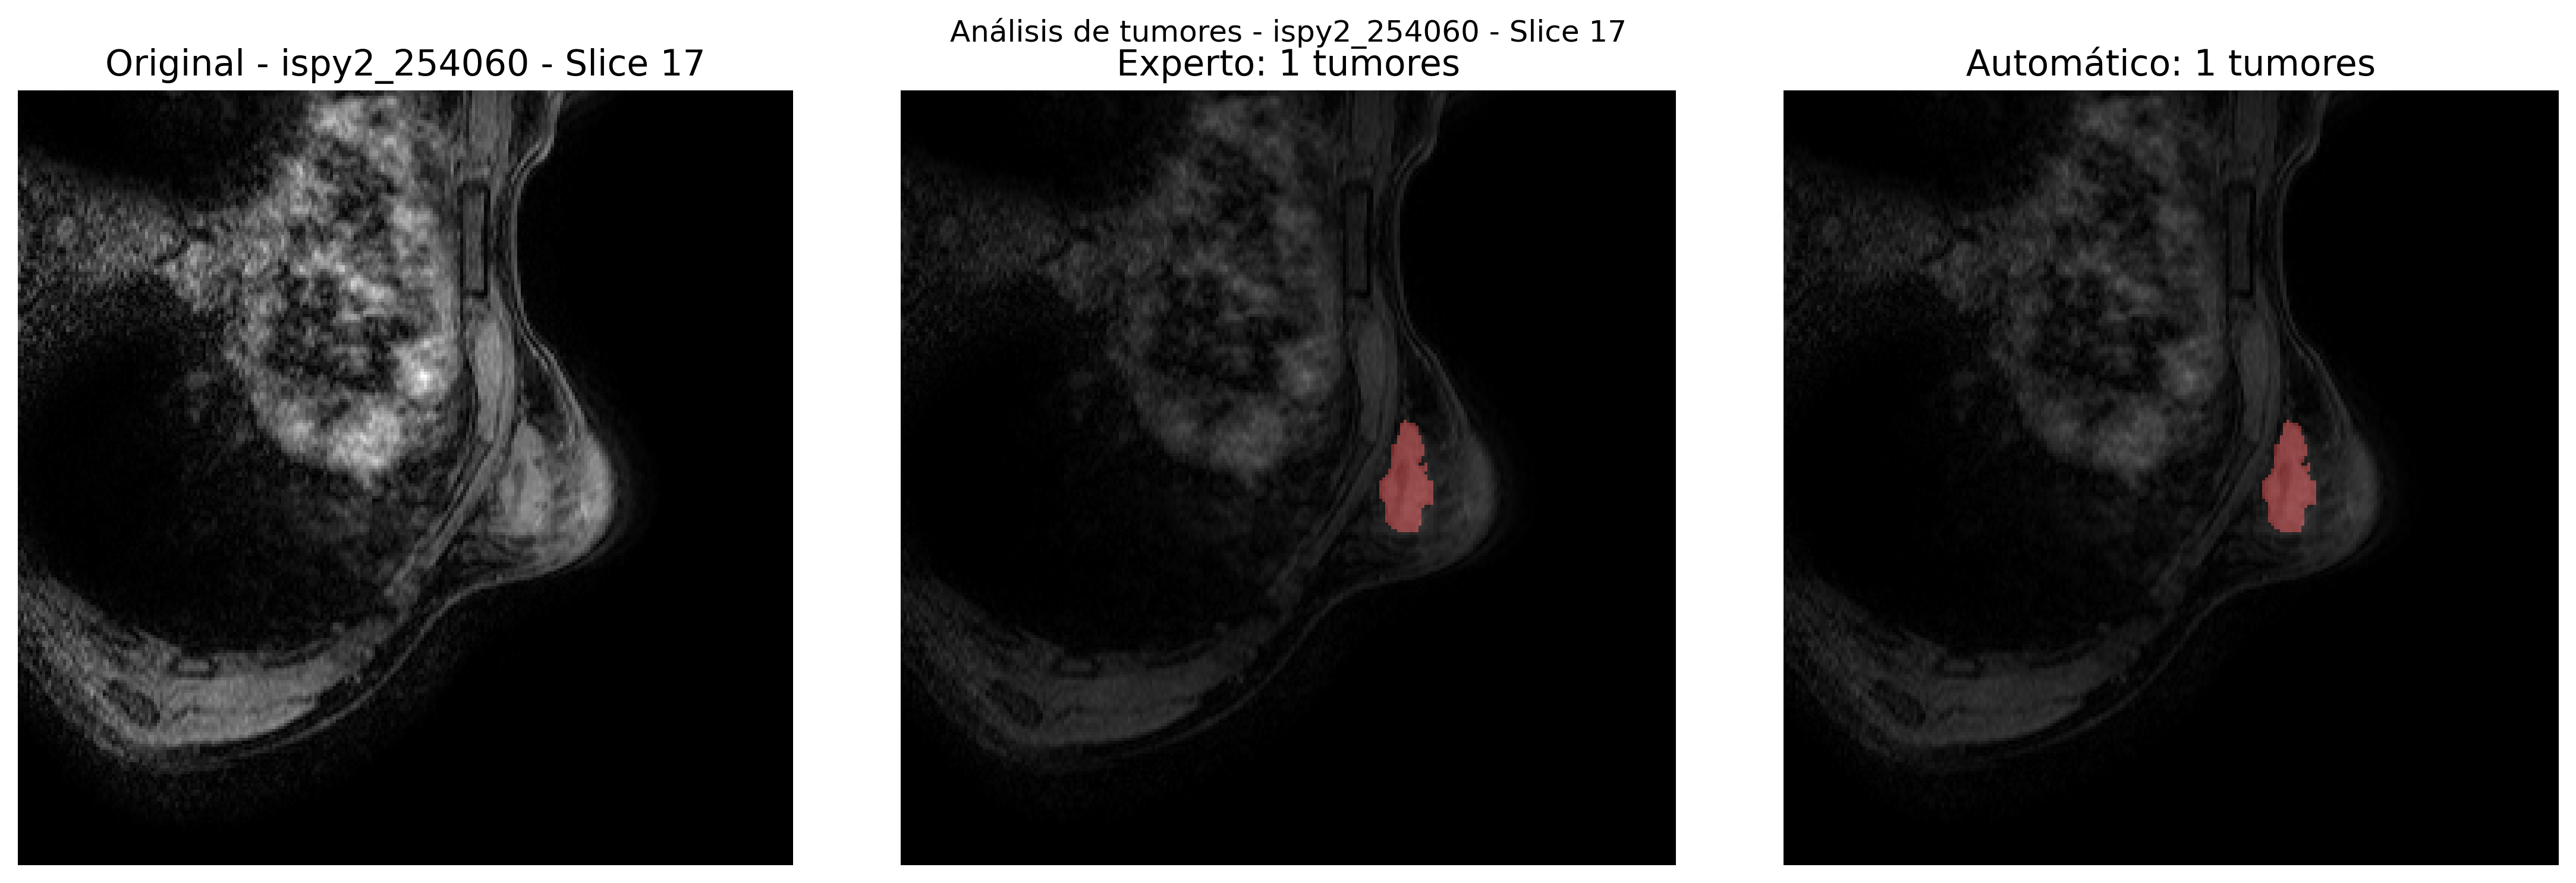 Análisis de tumores - ispy2_254060 - Slice 17
Original - ispy2_254060 - Slice 17
Experto: 1 tumores
Automático: 1 tumores